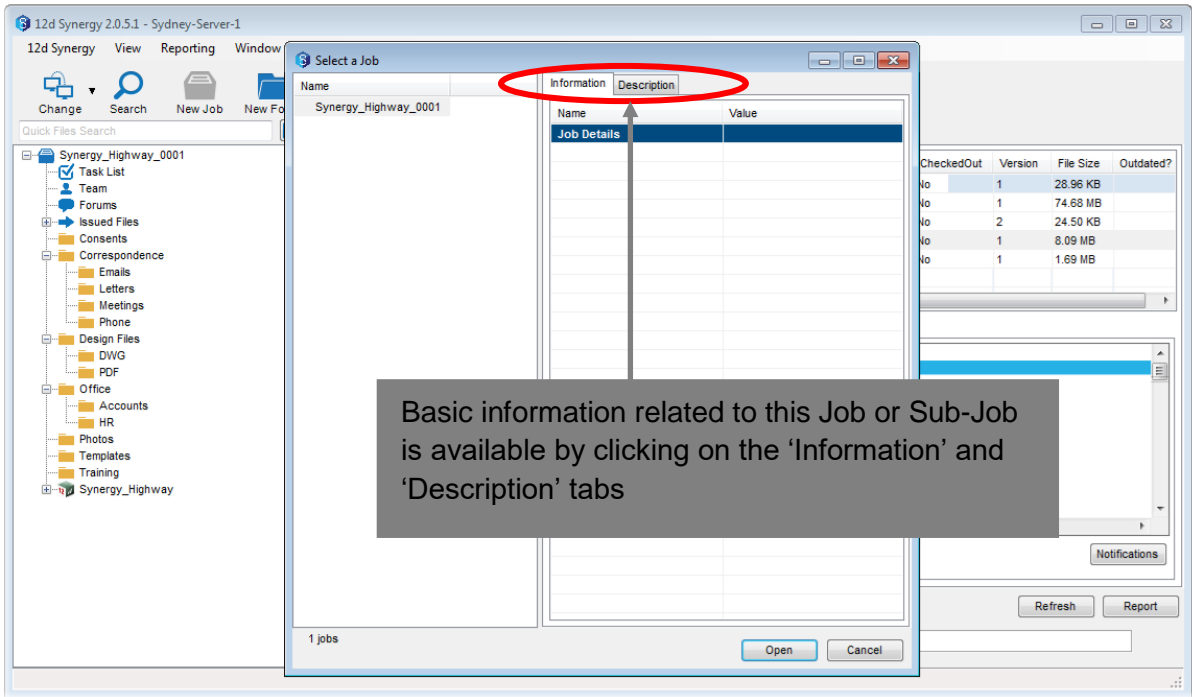 12d Synergy 2.0.5.1 - Sydney-Server-1
12d Synergy View Reporting Window
Change Search New Job New Fo
Quick Files Search
Synergy_Highway_0001
Task List
Team
Forums
Issued Files
Consents
Correspondence
Emails
Letters
Meetings
Phone
Design Files
DWG
PDF
Office
Accounts
HR
Photos
Templates
Training
Synergy_Highway
Select a Job
Name
Synergy_Highway_0001
1 jobs
Information Description
Name Value
Job Details
Open Cancel
Basic information related to this Job or Sub-Job
is available by clicking on the ‘Information’ and
‘Description’ tabs
CheckedOut Version File Size Outdated?
No 1 28.96 KB
No 1 74.68 MB
No 2 24.50 KB
No 1 8.09 MB
No 1 1.69 MB
Notifications
Refresh Report